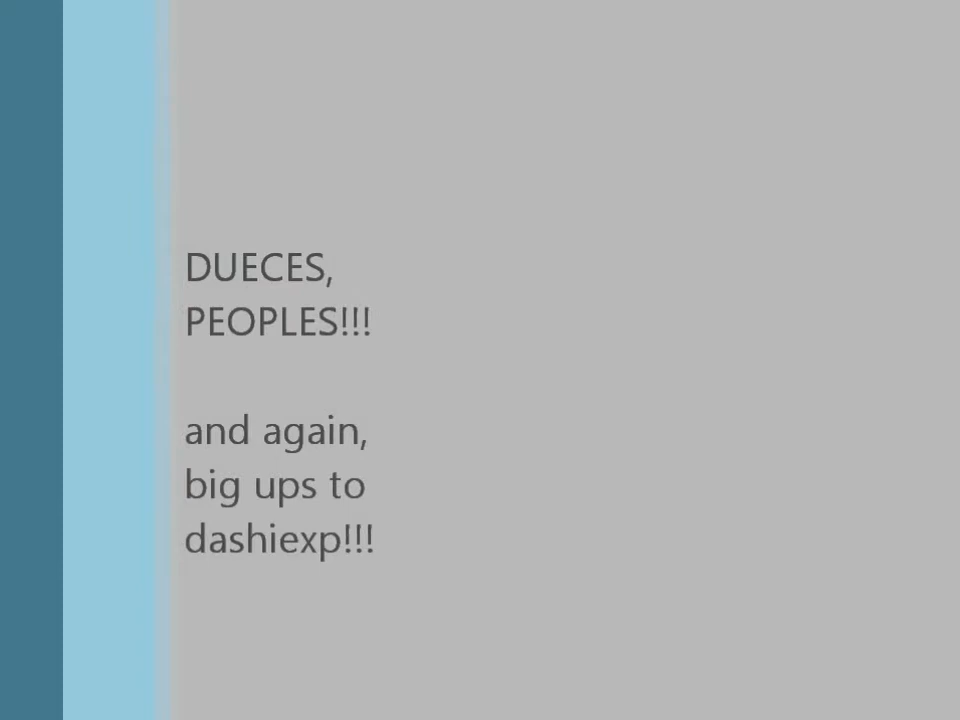 DUECES,
PEOPLES!!!
and again,
big ups to
dashiexp!!!